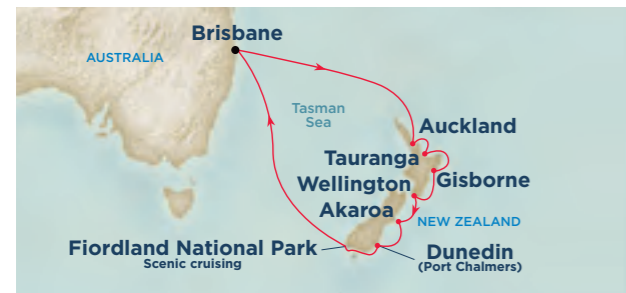 Brisbane
AUSTRALIA
Tasman
Sea
Auckland
Tauranga
Gisborne
Wellington
Akaroa
NEW ZEALAND
Fiordland National Park
Scenic cruising
Dunedin
(Port Chalmers)